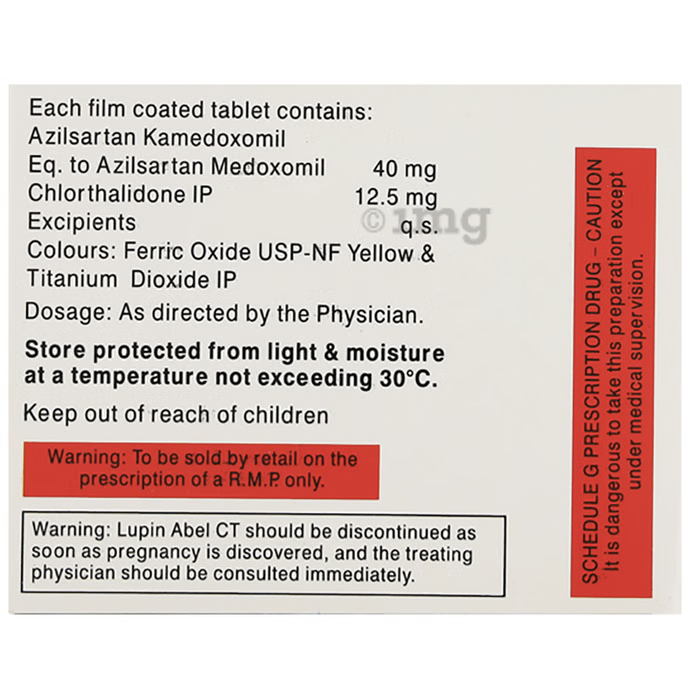 Each film coated tablet contains:
Azilsartan Kamedoxomil
Eq. to Azilsartan Medoxomil 40 mg
Chlorthalidone IP 12.5 mg
Excipients q.s.
Colours: Ferric Oxide USP-NF Yellow &
Titanium Dioxide IP
Dosage: As directed by the Physician.
Store protected from light & moisture
at a temperature not exceeding 30°C.
Keep out of reach of children
Warning: To be sold by retail on the
prescription of a R.M.P only.
Warning: Lupin Abel CT should be discontinued as
soon as pregnancy is discovered, and the treating
physician should be consulted immediately.
SCHEDULE G PRESCRIPTION DRUG - CAUTION
It is dangerous to take this preparation except
under medical supervision.
© 1mg